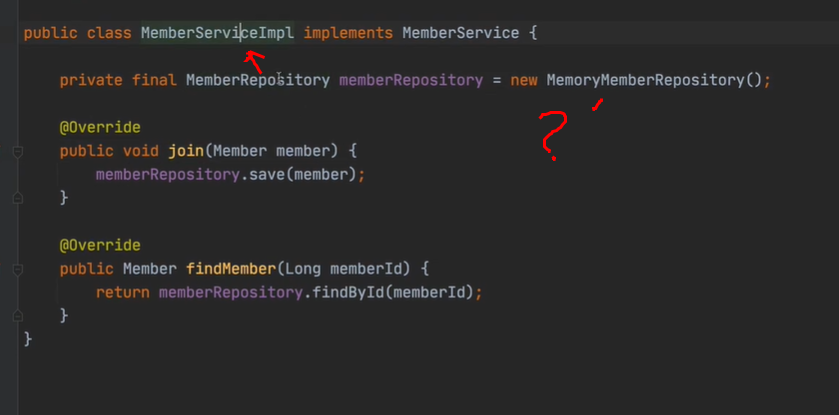 public class MemberServiceImpl implements MemberService {
private final MemberRepository memberRepository = new MemoryMemberRepository();
?
@Override
public void join(Member member) {
memberRepository.save(member);
}
@Override
public Member findMember(Long memberId) {
return memberRepository.findById(memberId);
}
}